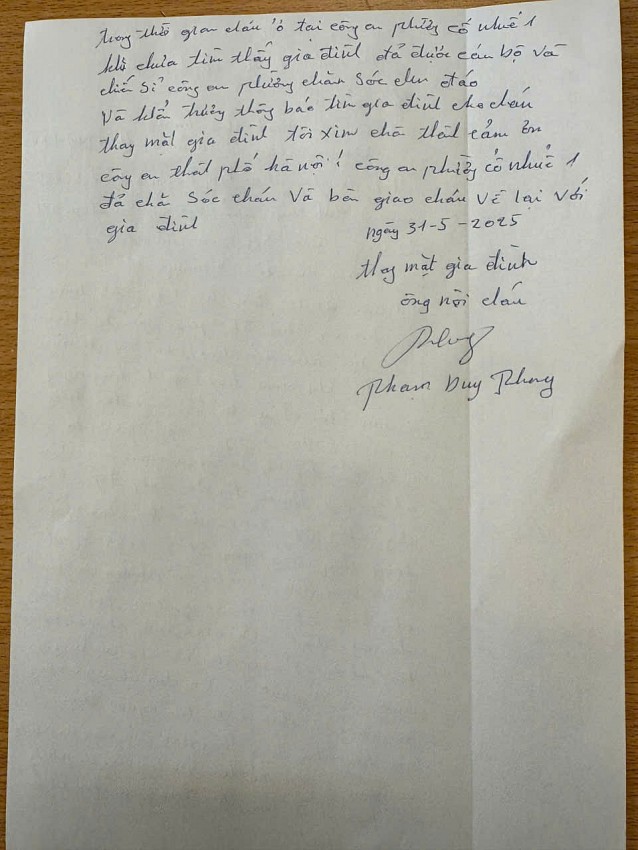 trong thời gian cháu ở tại công an phường cổ nhuế 1
khi chưa tìm thấy gia đình đã được cán bộ và
chiến sĩ công an phường chăm sóc chu đáo
và khẩn trương thông báo tìm gia đình cho cháu
thay mặt gia đình tôi xin chân thành cảm ơn
công an thành phố hà nội; công an phường cổ nhuế 1
đã chăm sóc cháu và bàn giao cháu về lại với
gia đình
ngày 31-5-2025
thay mặt gia đình
ông nội cháu
Phạm Duy